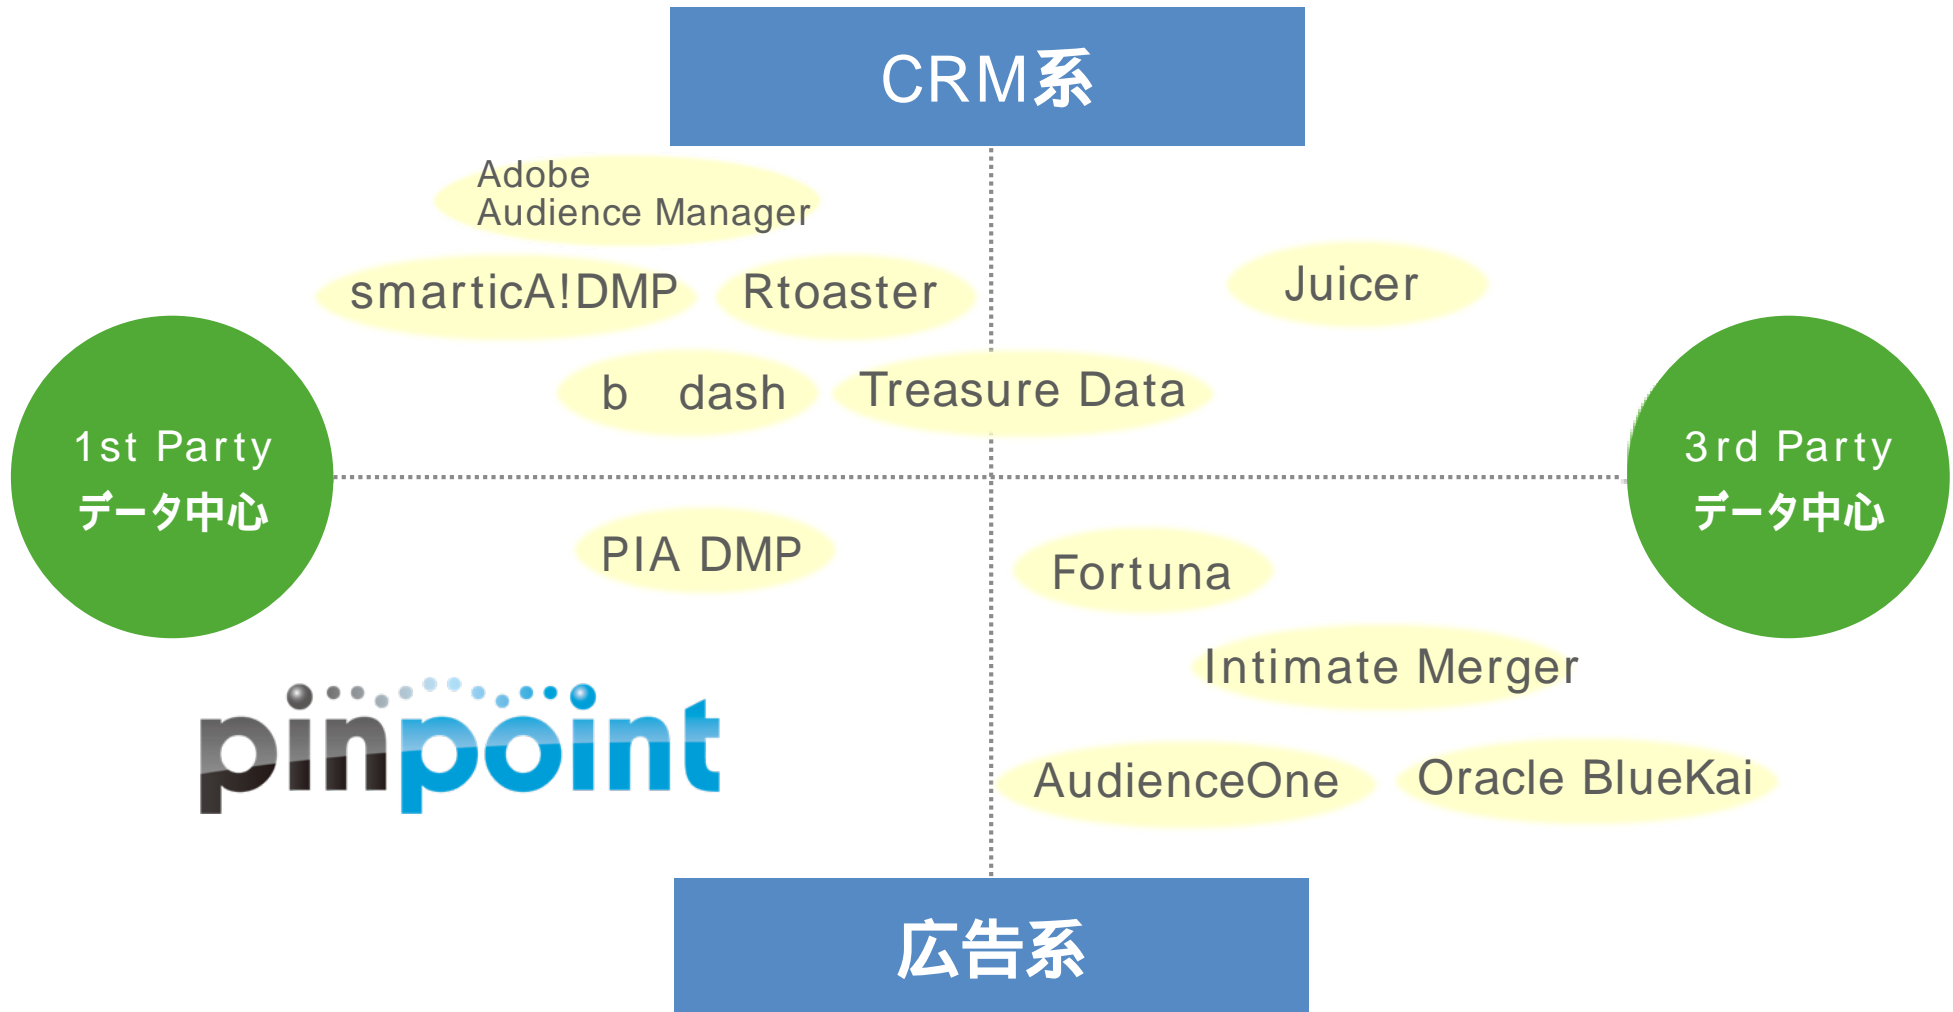 CRM系
Adobe
Audience Manager
smarticA!DMP
Rtoaster
Juicer
b dash
Treasure Data
1st Party
データ中心
3rd Party
データ中心
PIA DMP
Fortuna
Intimate Merger
pinpoint
AudienceOne
Oracle BlueKai
広告系